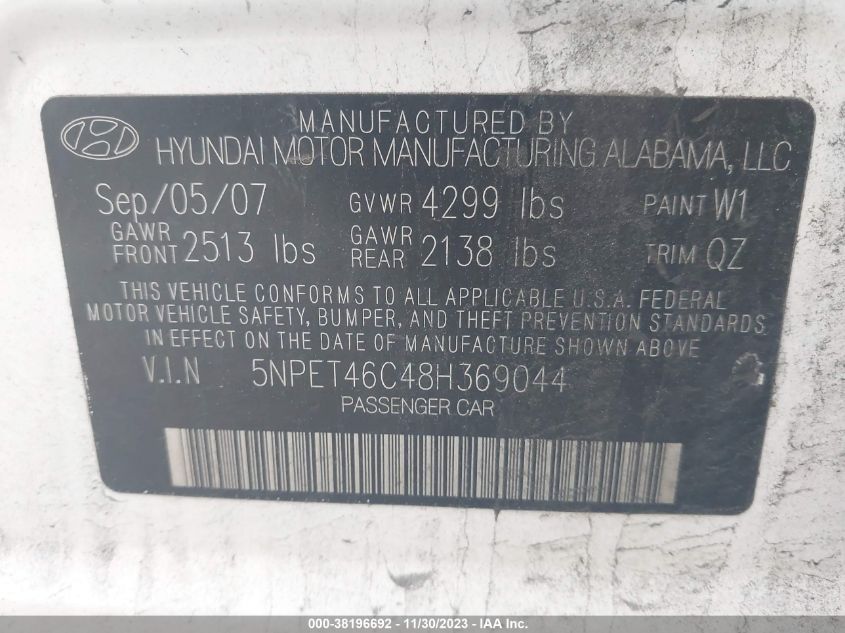 MANUFACTURED BY
HYUNDAI MOTOR MANUFACTURING ALABAMA, LLC
Sep/05/07 GVWR 4299 lbs PAINT W1
GAWR FRONT 2513 lbs GAWR REAR 2138 lbs TRIM QZ
THIS VEHICLE CONFORMS TO ALL APPLICABLE U.S.A. FEDERAL
MOTOR VEHICLE SAFETY, BUMPER, AND THEFT PREVENTION STANDARDS
IN EFFECT ON THE DATE OF MANUFACTURE SHOWN ABOVE
V.I.N 5NPET46C48H369044
PASSENGER CAR
000-38196692 - 11/30/2023 - IAA Inc.